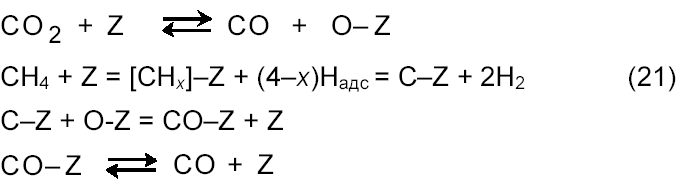 CO₂ + Z ⇌ CO + O–Z
CH₄ + Z = [CHₓ]–Z + (4–x)Hадс = C–Z + 2H₂ (21)
C–Z + O-Z = CO–Z + Z
CO–Z ⇌ CO + Z